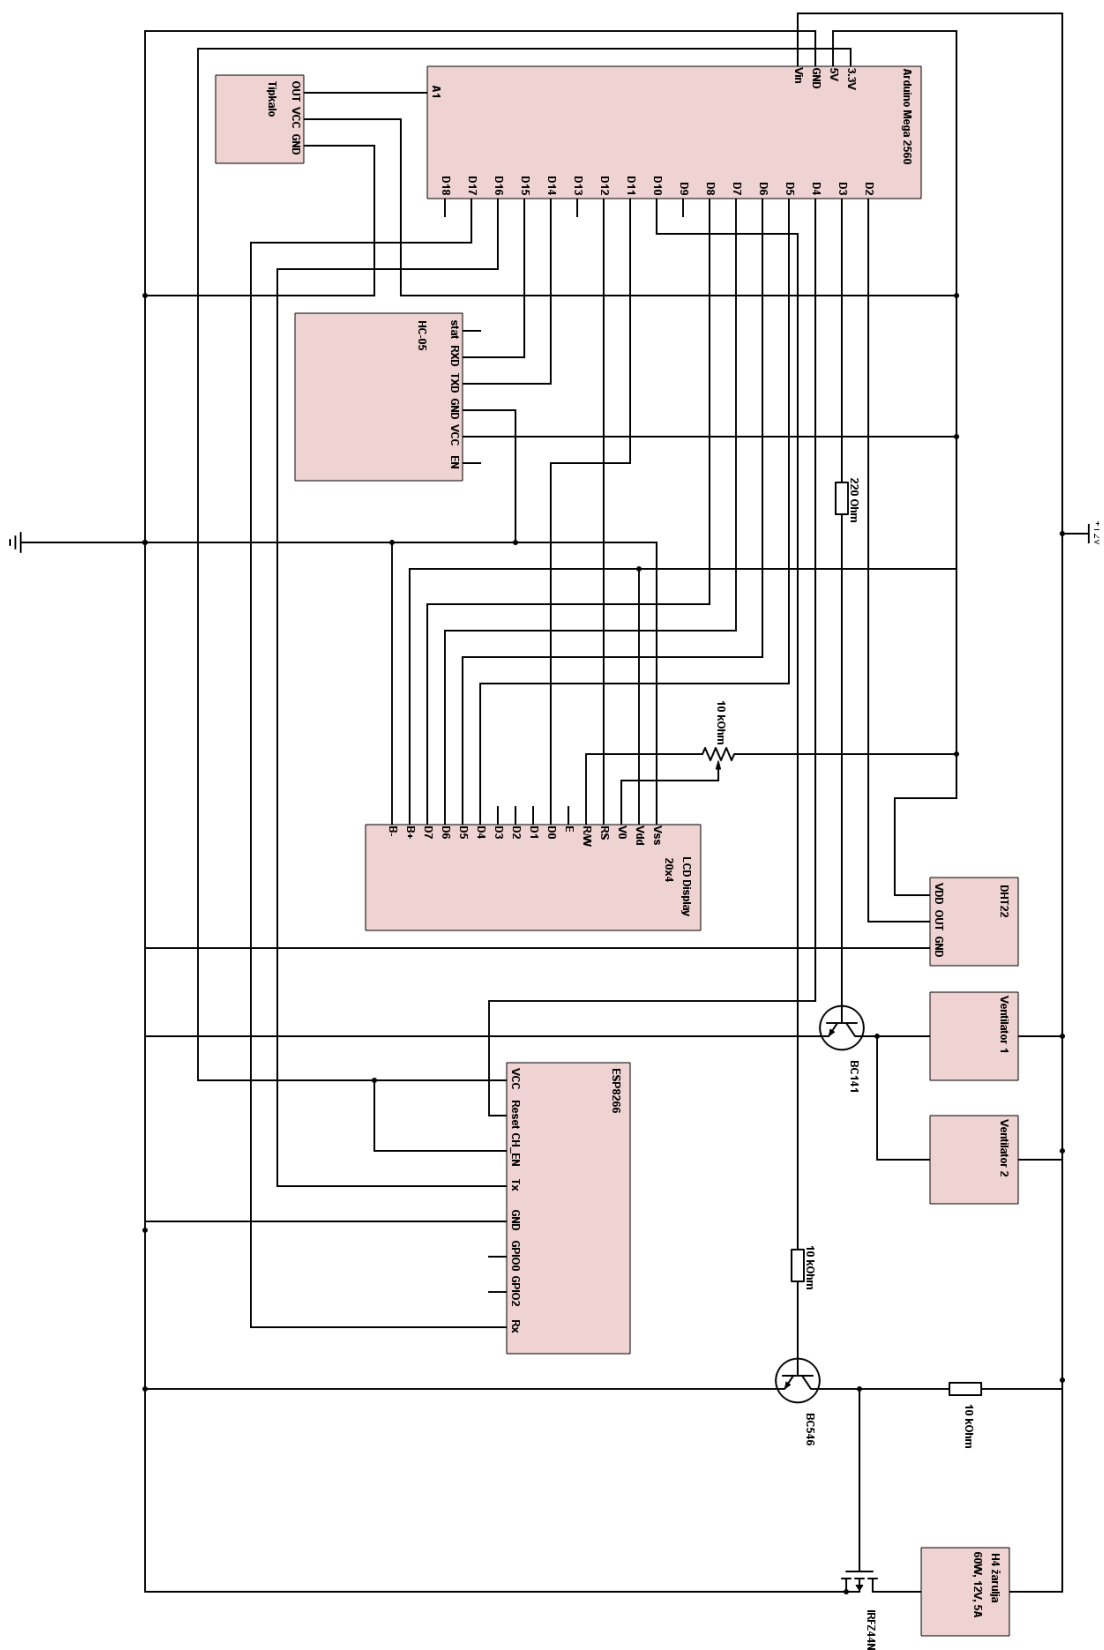 Arduino Mega 2560
Vin
GND
5V
3.3V
A1
D18
D17
D16
D15
D14
D13
D12
D11
D10
D9
D8
D7
D6
D5
D4
D3
D2
Tipkalo
OUT VCC GND
HC-05
stat RXD TXD GND VCC EN
220 Ohm
+12V
10 kOhm
LCD Display
20x4
B-
B+
D7
D6
D5
D4
D3
D2
D1
D0
E
R/W
RS
V0
Vdd
Vss
DHT22
VDD OUT GND
Ventilator 1
BC141
Ventilator 2
ESP8266
VCC Reset CH_EN Tx GND GPIO0 GPIO2 Rx
10 kOhm
BC546
10 kOhm
H4 žarulja
60W, 12V, 5A
IRFZ44N